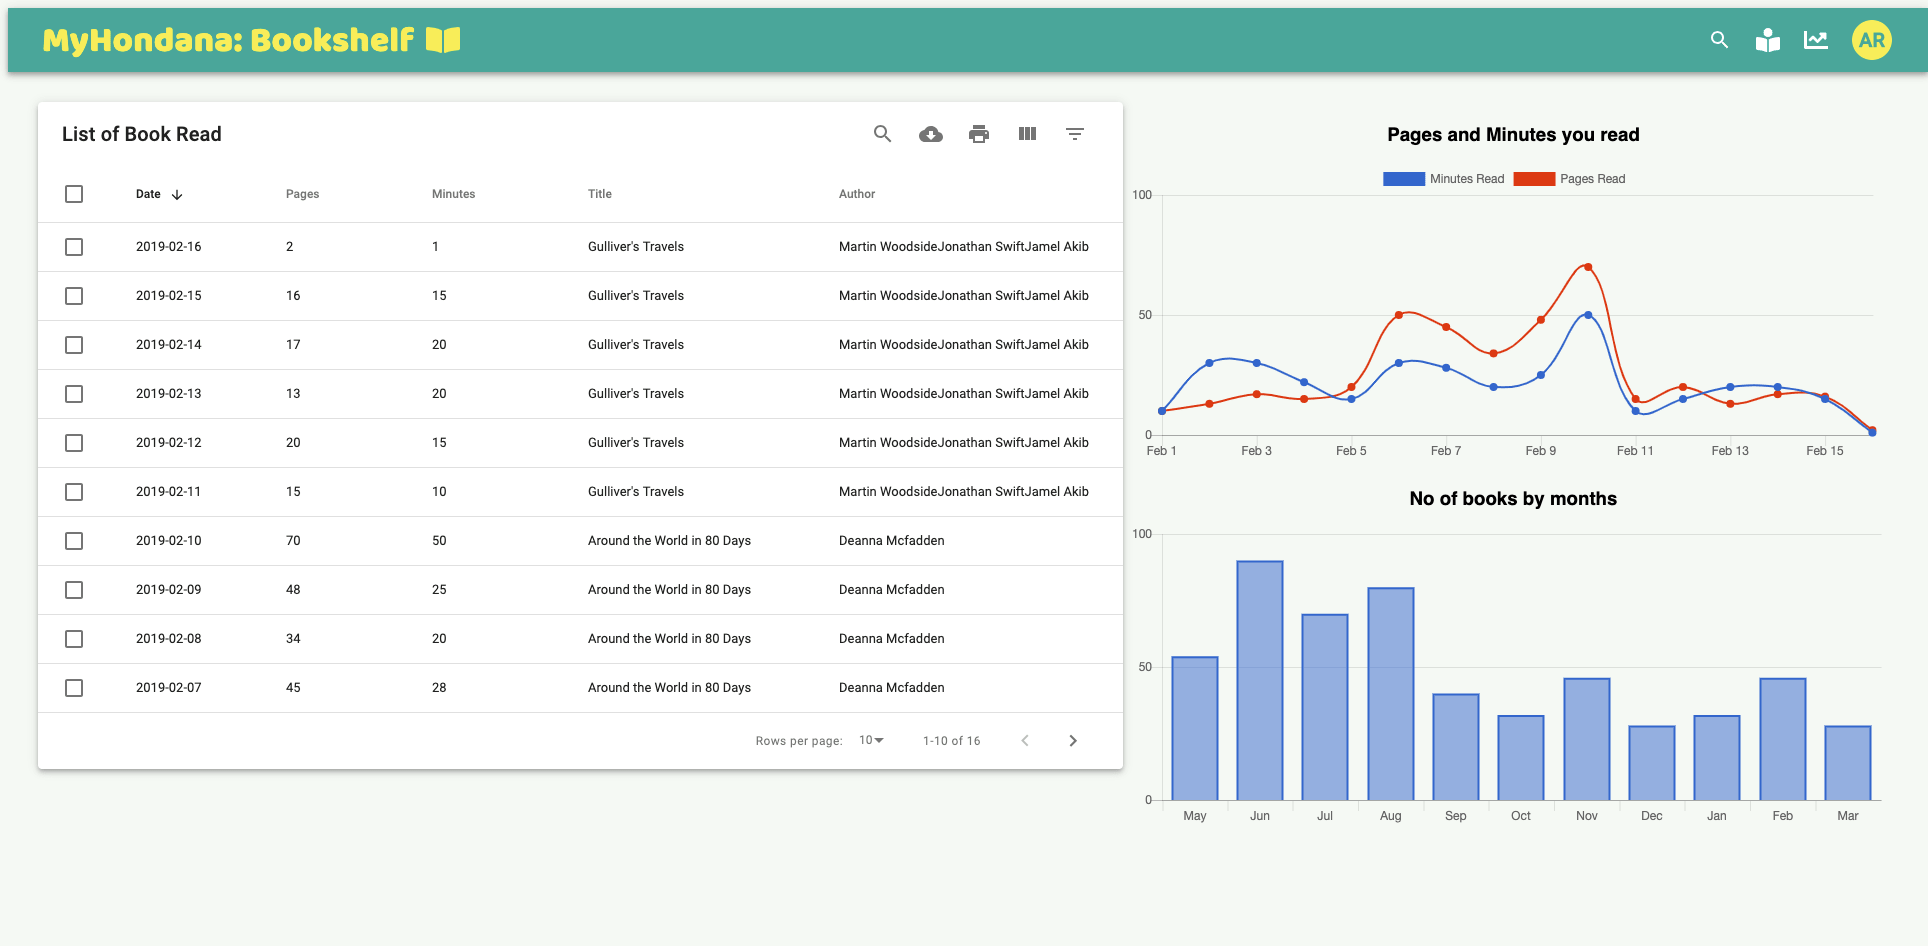 MyHondana: Bookshelf
AR
List of Book Read
Date Pages Minutes Title Author
2019-02-16 2 1 Gulliver's Travels Martin WoodsideJonathan SwiftJamel Akib
2019-02-15 16 15 Gulliver's Travels Martin WoodsideJonathan SwiftJamel Akib
2019-02-14 17 20 Gulliver's Travels Martin WoodsideJonathan SwiftJamel Akib
2019-02-13 13 20 Gulliver's Travels Martin WoodsideJonathan SwiftJamel Akib
2019-02-12 20 15 Gulliver's Travels Martin WoodsideJonathan SwiftJamel Akib
2019-02-11 15 10 Gulliver's Travels Martin WoodsideJonathan SwiftJamel Akib
2019-02-10 70 50 Around the World in 80 Days Deanna Mcfadden
2019-02-09 48 25 Around the World in 80 Days Deanna Mcfadden
2019-02-08 34 20 Around the World in 80 Days Deanna Mcfadden
2019-02-07 45 28 Around the World in 80 Days Deanna Mcfadden
Rows per page: 10 1-10 of 16
Pages and Minutes you read
Minutes Read Pages Read
100
50
0
Feb 1 Feb 3 Feb 5 Feb 7 Feb 9 Feb 11 Feb 13 Feb 15
No of books by months
100
50
0
May Jun Jul Aug Sep Oct Nov Dec Jan Feb Mar